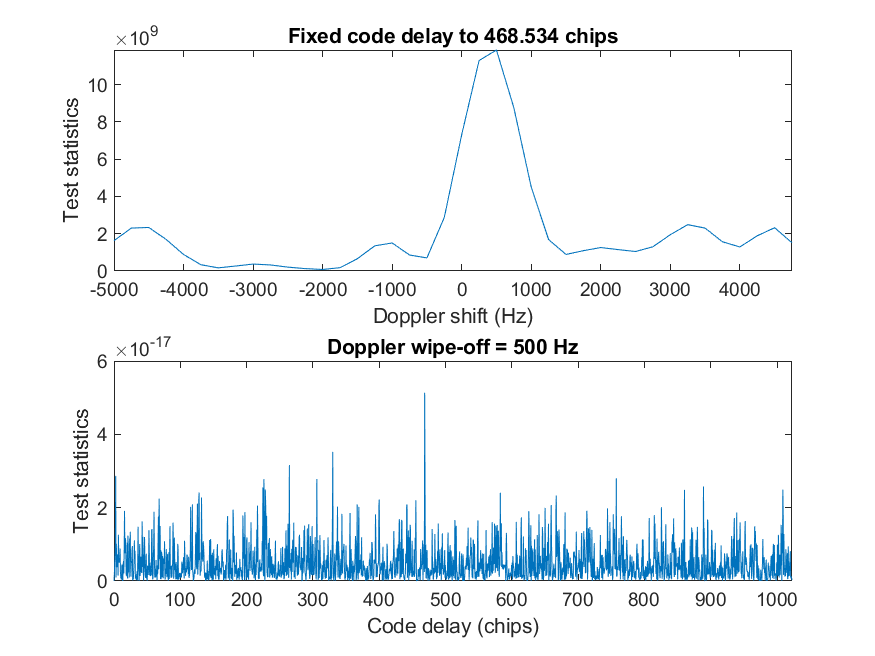 ×10⁹
Fixed code delay to 468.534 chips
10
8
6
4
2
0
Test statistics
-5000 -4000 -3000 -2000 -1000 0 1000 2000 3000 4000
Doppler shift (Hz)
×10⁻¹⁷
Doppler wipe-off = 500 Hz
6
4
2
0
Test statistics
0 100 200 300 400 500 600 700 800 900 1000
Code delay (chips)